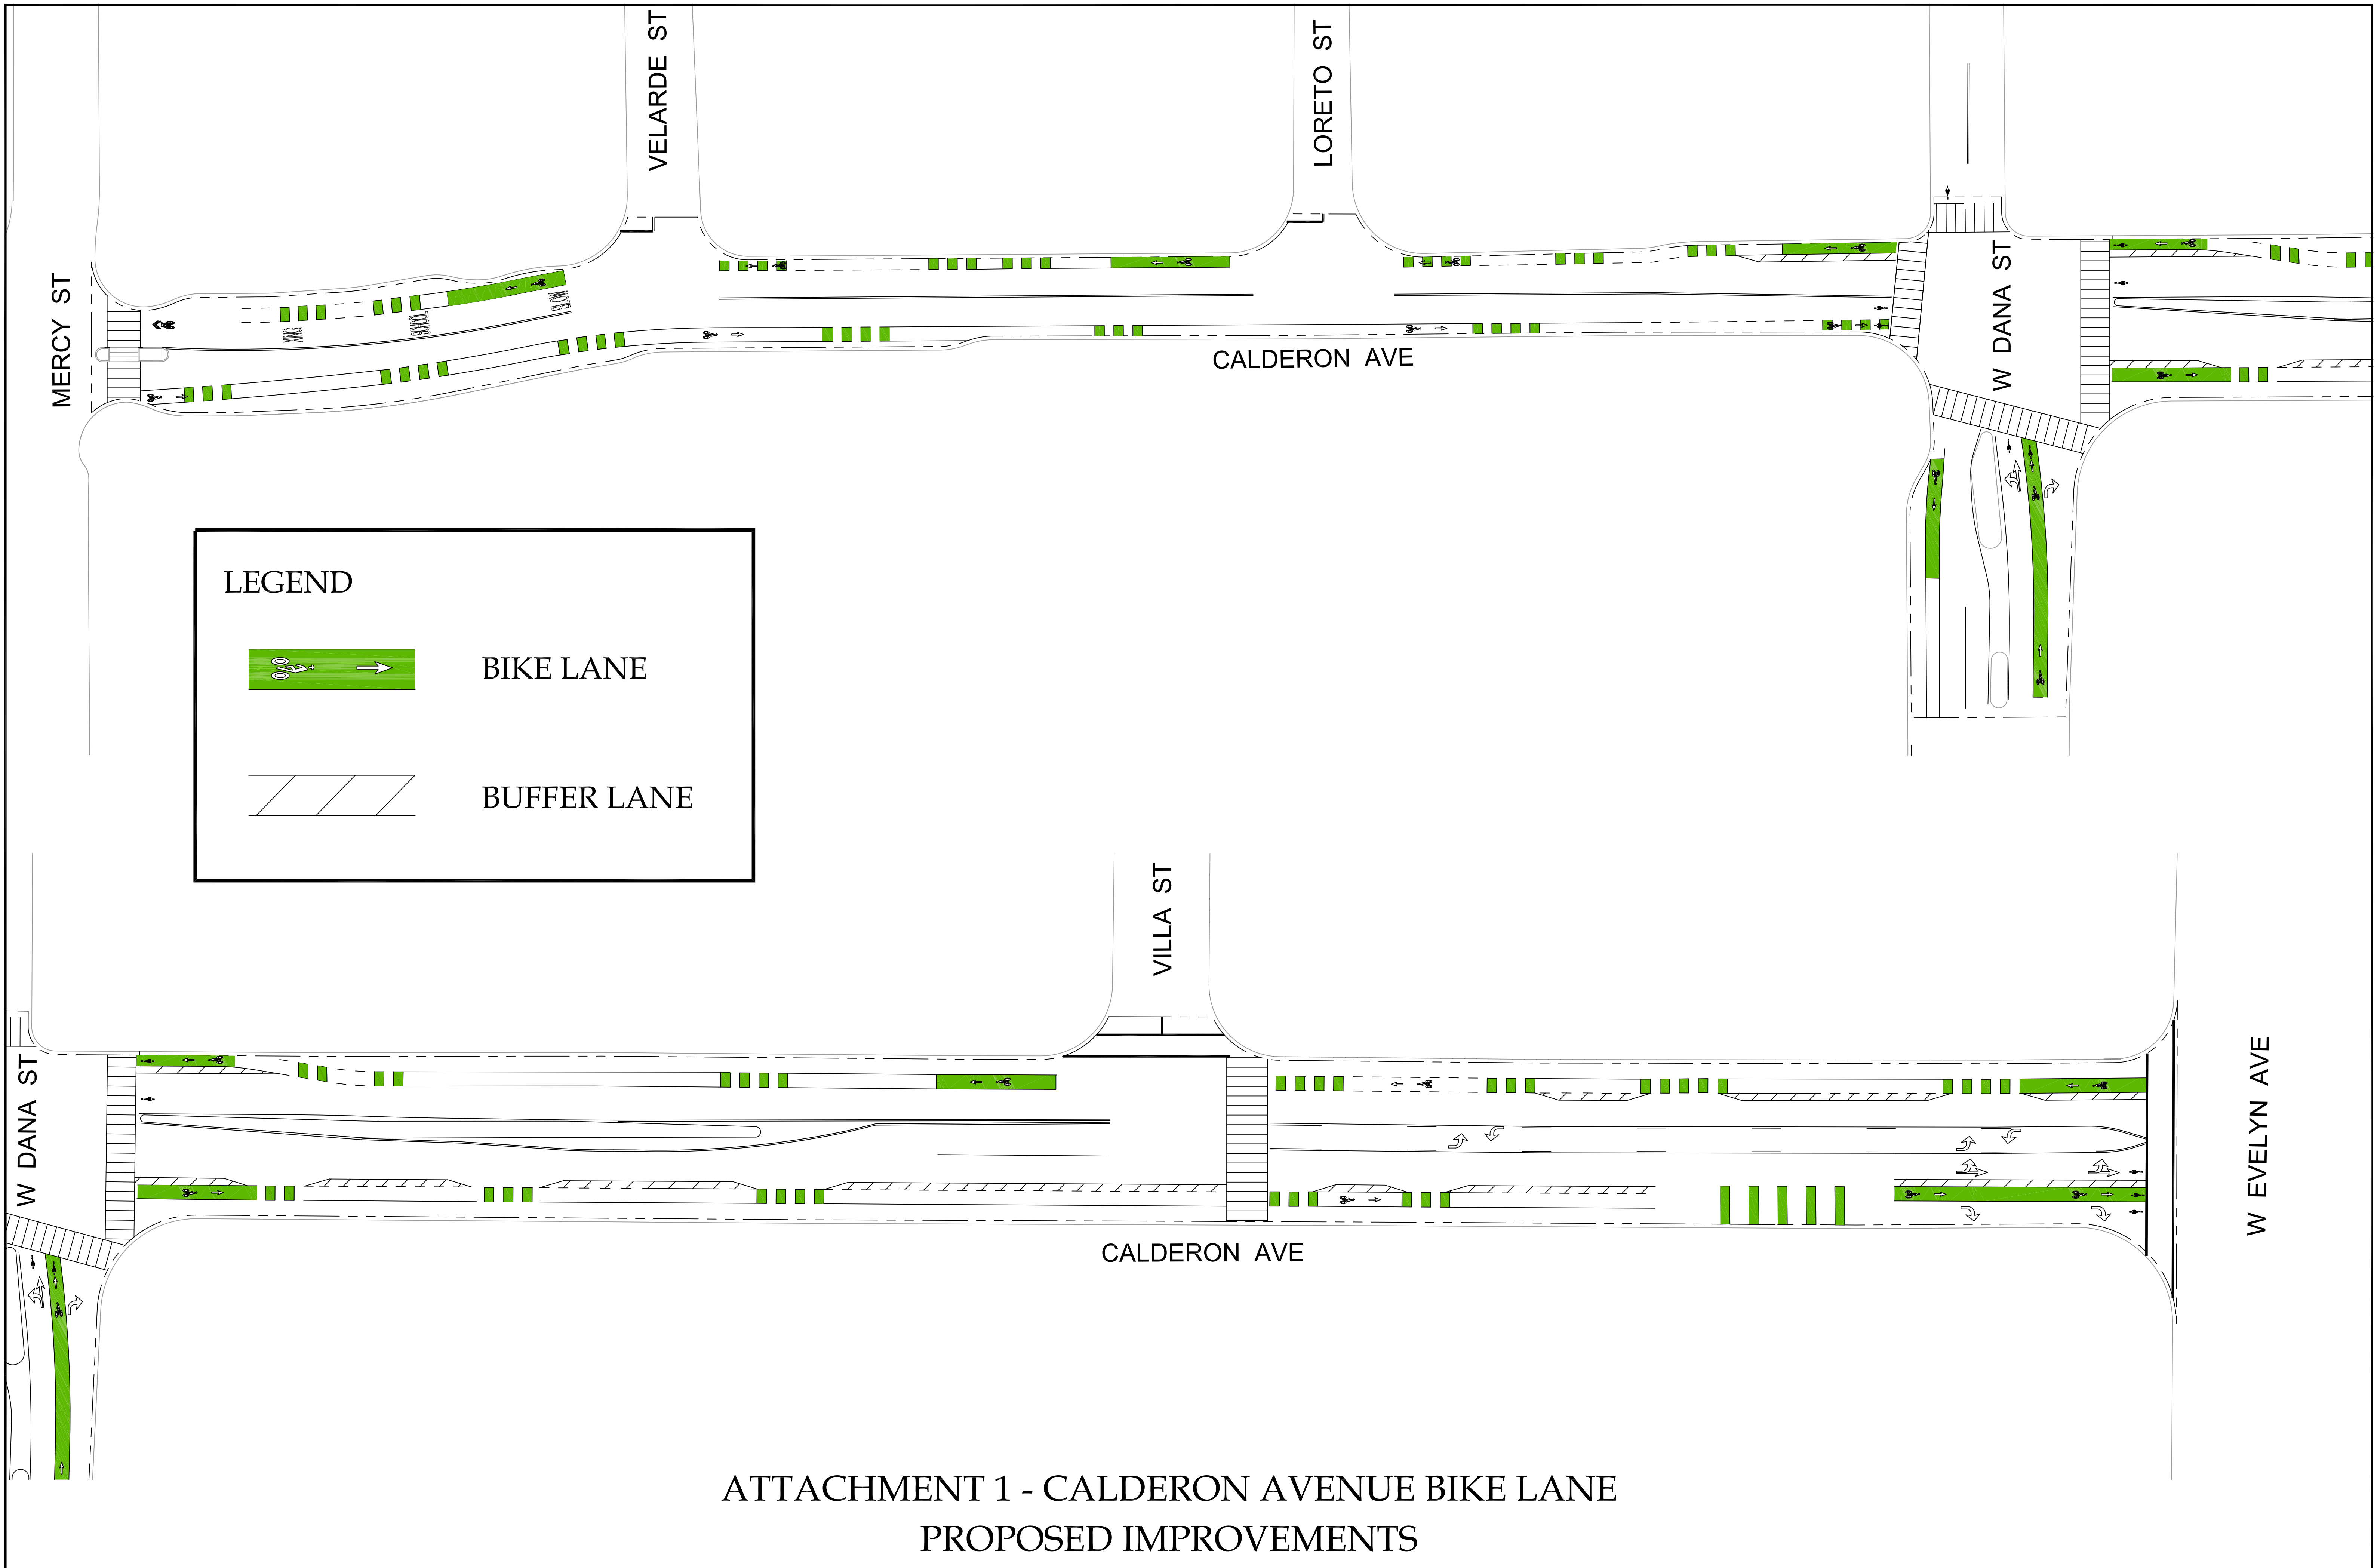 VELARDE ST
LORETO ST
MERCY ST
W DANA ST
CALDERON AVE
LEGEND
BIKE LANE
BUFFER LANE
VILLA ST
W DANA ST
W EVELYN AVE
CALDERON AVE
ATTACHMENT 1 - CALDERON AVENUE BIKE LANE
PROPOSED IMPROVEMENTS